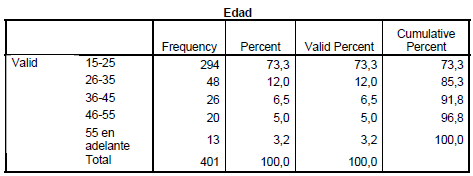 Edad
Frequency Percent Valid Percent Cumulative Percent
Valid 15-25 294 73,3 73,3 73,3
26-35 48 12,0 12,0 85,3
36-45 26 6,5 6,5 91,8
46-55 20 5,0 5,0 96,8
55 en adelante 13 3,2 3,2 100,0
Total 401 100,0 100,0